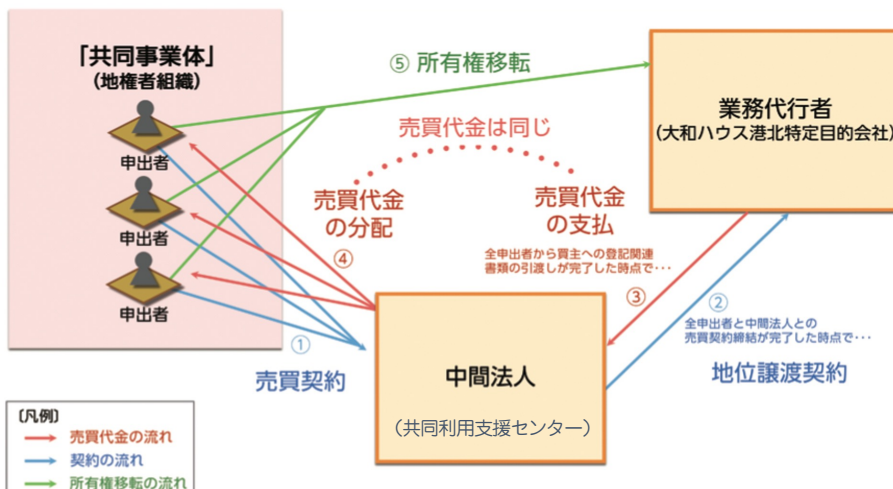 「共同事業体」
(地権者組織)
申出者
申出者
申出者
⑤ 所有権移転
業務代行者
(大和ハウス港北特定目的会社)
売買代金は同じ
売買代金
の分配
④
売買代金
の支払
全申出者から買主への登記関連
書類の引渡しが完了した時点で・・・
③
②
全申出者と中間法人との
売買契約締結が完了した時点で・・・
地位譲渡契約
①
売買契約
中間法人
（共同利用支援センター）
〔凡例〕
売買代金の流れ
契約の流れ
所有権移転の流れ